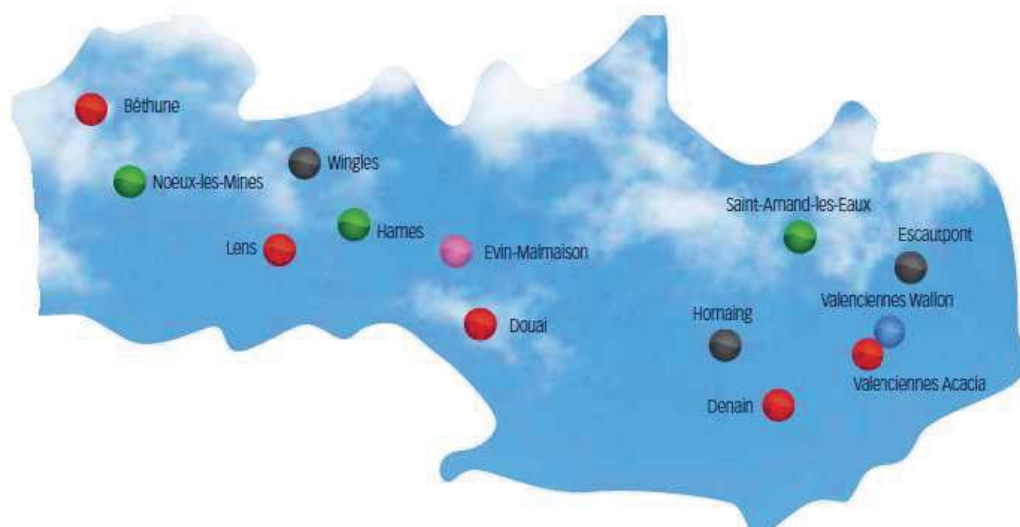 Béthune
Wingles
Noeux-les-Mines
Harnes
Lens
Evin-Malmaison
Douai
Saint-Amand-les-Eaux
Escautpont
Valenciennes Wallon
Hornaing
Valenciennes Acacia
Denain